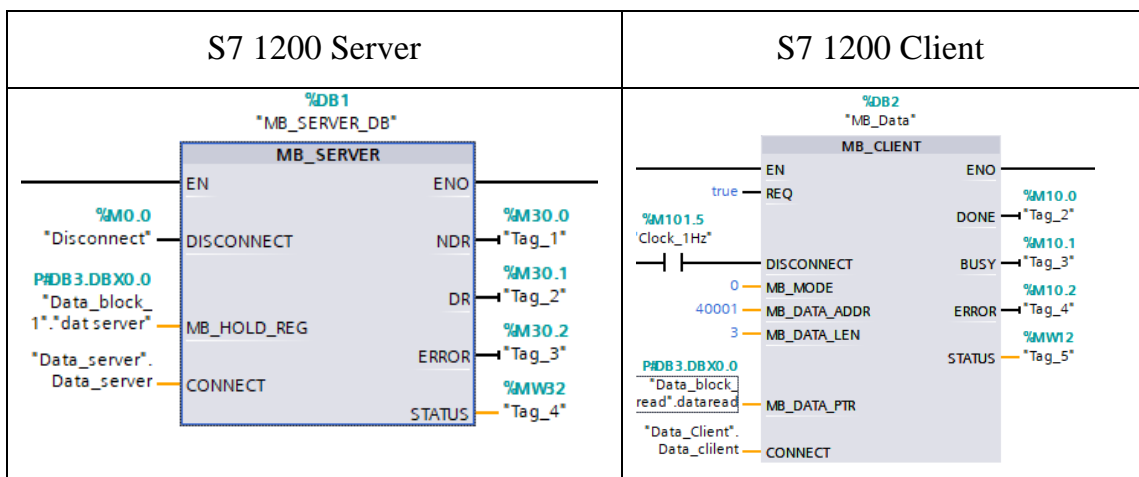 S7 1200 Server
S7 1200 Client
%DB1
"MB_SERVER_DB"
MB_SERVER
EN
ENO
%M0.0
"Disconnect"
DISCONNECT
%M30.0
NDR
"Tag_1"
P#DB3.DBX0.0
"Data_block_
1"."dat server"
MB_HOLD_REG
%M30.1
DR
"Tag_2"
%M30.2
ERROR
"Tag_3"
"Data_server".
Data_server
CONNECT
%MW32
STATUS
"Tag_4"
%DB2
"MB_Data"
MB_CLIENT
EN
ENO
true
REQ
%M10.0
DONE
"Tag_2"
%M101.5
"Clock_1Hz"
DISCONNECT
%M10.1
BUSY
"Tag_3"
0
MB_MODE
40001
MB_DATA_ADDR
%M10.2
ERROR
"Tag_4"
3
MB_DATA_LEN
%MW12
STATUS
"Tag_5"
P#DB3.DBX0.0
"Data_block_
read".dataread
MB_DATA_PTR
"Data_Client".
Data_clilent
CONNECT